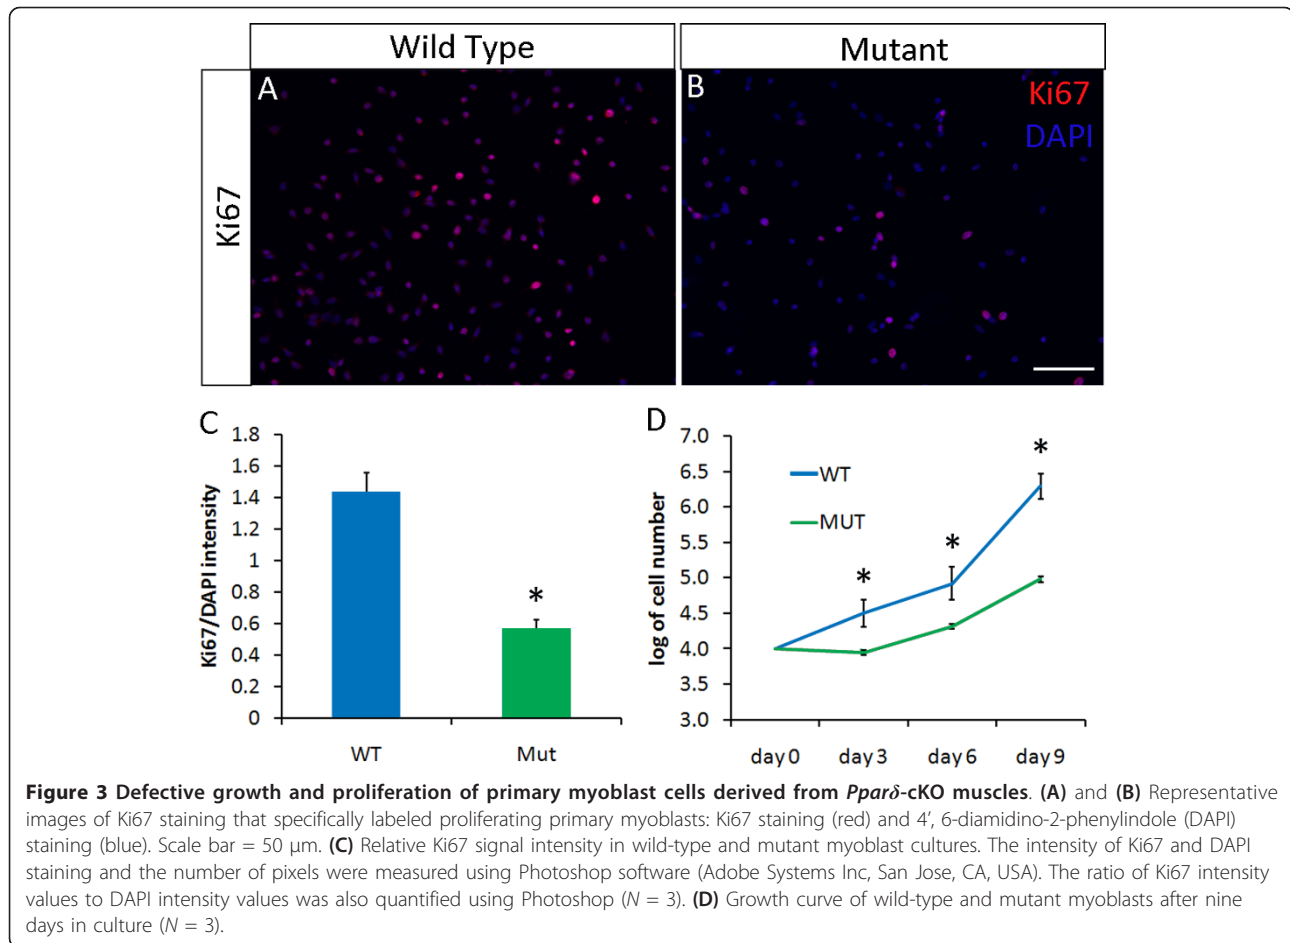 Wild Type
Mutant
Ki67
A
B
Ki67
DAPI
C
Ki67/DAPI intensity
1.8
1.6
1.4
1.2
1
0.8
0.6
0.4
0.2
0
*
WT
Mut
D
log of cell number
7.0
6.5
6.0
5.5
5.0
4.5
4.0
3.5
3.0
WT
MUT
*
*
*
day 0
day 3
day 6
day 9
Figure 3 Defective growth and proliferation of primary myoblast cells derived from Pparδ-cKO muscles. (A) and (B) Representative
images of Ki67 staining that specifically labeled proliferating primary myoblasts: Ki67 staining (red) and 4’, 6-diamidino-2-phenylindole (DAPI)
staining (blue). Scale bar = 50 μm. (C) Relative Ki67 signal intensity in wild-type and mutant myoblast cultures. The intensity of Ki67 and DAPI
staining and the number of pixels were measured using Photoshop software (Adobe Systems Inc, San Jose, CA, USA). The ratio of Ki67 intensity
values to DAPI intensity values was also quantified using Photoshop (N = 3). (D) Growth curve of wild-type and mutant myoblasts after nine
days in culture (N = 3).